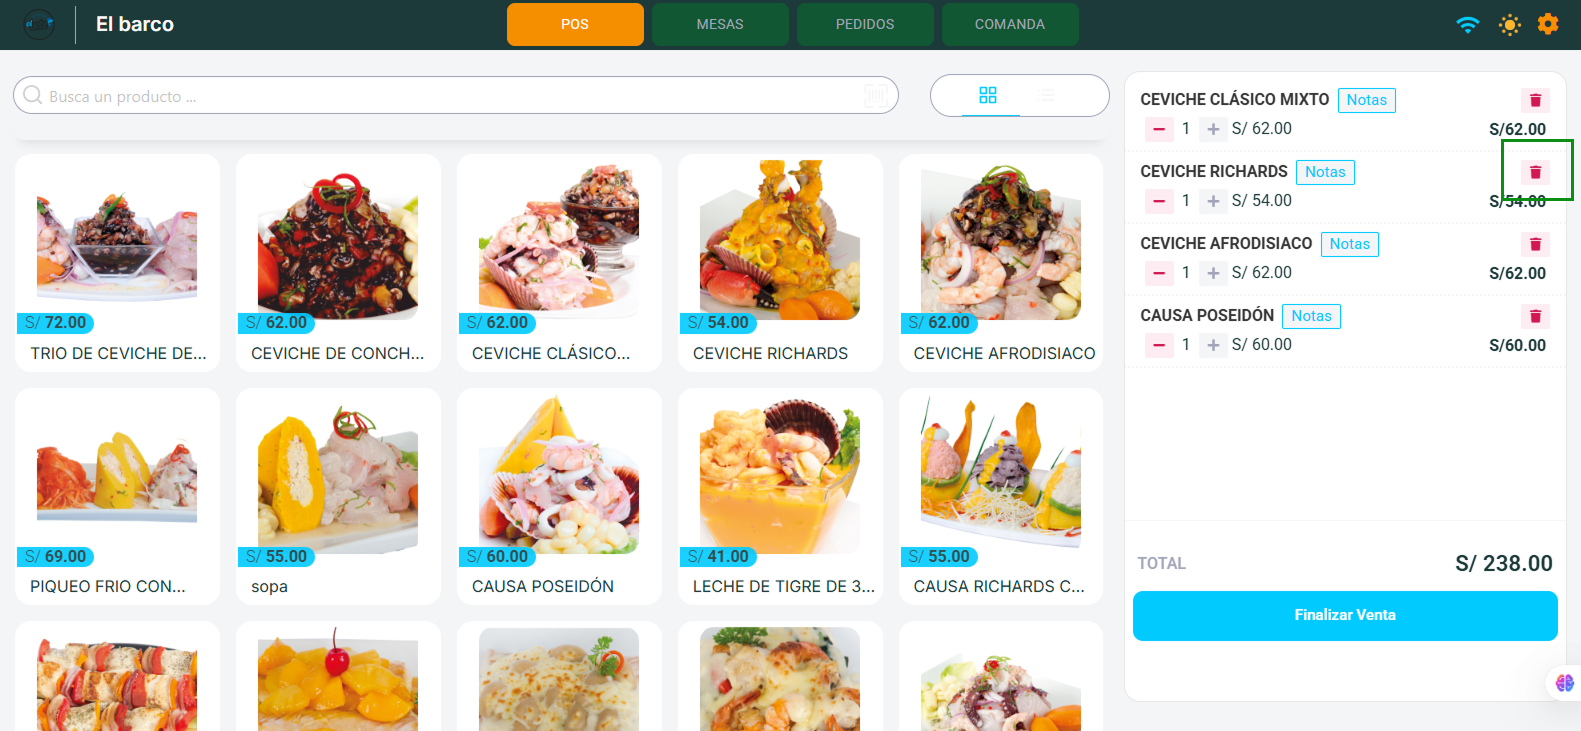 El barco
POS
MESAS
PEDIDOS
COMANDA
Busca un producto ...
S/ 72.00
TRIO DE CEVICHE DE...
S/ 62.00
CEVICHE DE CONCH...
S/ 62.00
CEVICHE CLÁSICO...
S/ 54.00
CEVICHE RICHARDS
S/ 62.00
CEVICHE AFRODISIACO
S/ 69.00
PIQUEO FRIO CON...
S/ 55.00
sopa
S/ 60.00
CAUSA POSEIDÓN
S/ 41.00
LECHE DE TIGRE DE 3...
S/ 55.00
CAUSA RICHARDS C...
CEVICHE CLÁSICO MIXTO Notas
− 1 + S/ 62.00 S/62.00
CEVICHE RICHARDS Notas
− 1 + S/ 54.00 S/54.00
CEVICHE AFRODISIACO Notas
− 1 + S/ 62.00 S/62.00
CAUSA POSEIDÓN Notas
− 1 + S/ 60.00 S/60.00
TOTAL S/ 238.00
Finalizar Venta